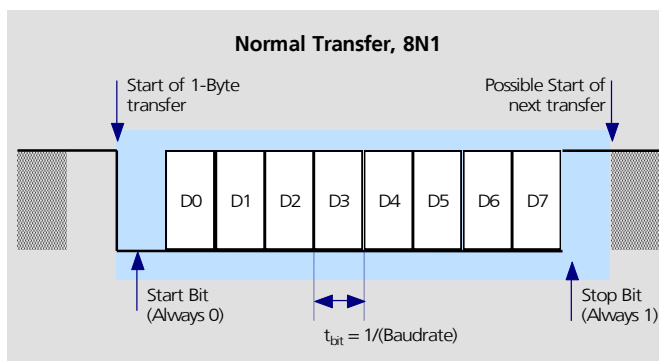 Normal Transfer, 8N1
Start of 1-Byte
transfer
Possible Start of
next transfer
D0 D1 D2 D3 D4 D5 D6 D7
Start Bit
(Always 0)
t_bit = 1/(Baudrate)
Stop Bit
(Always 1)